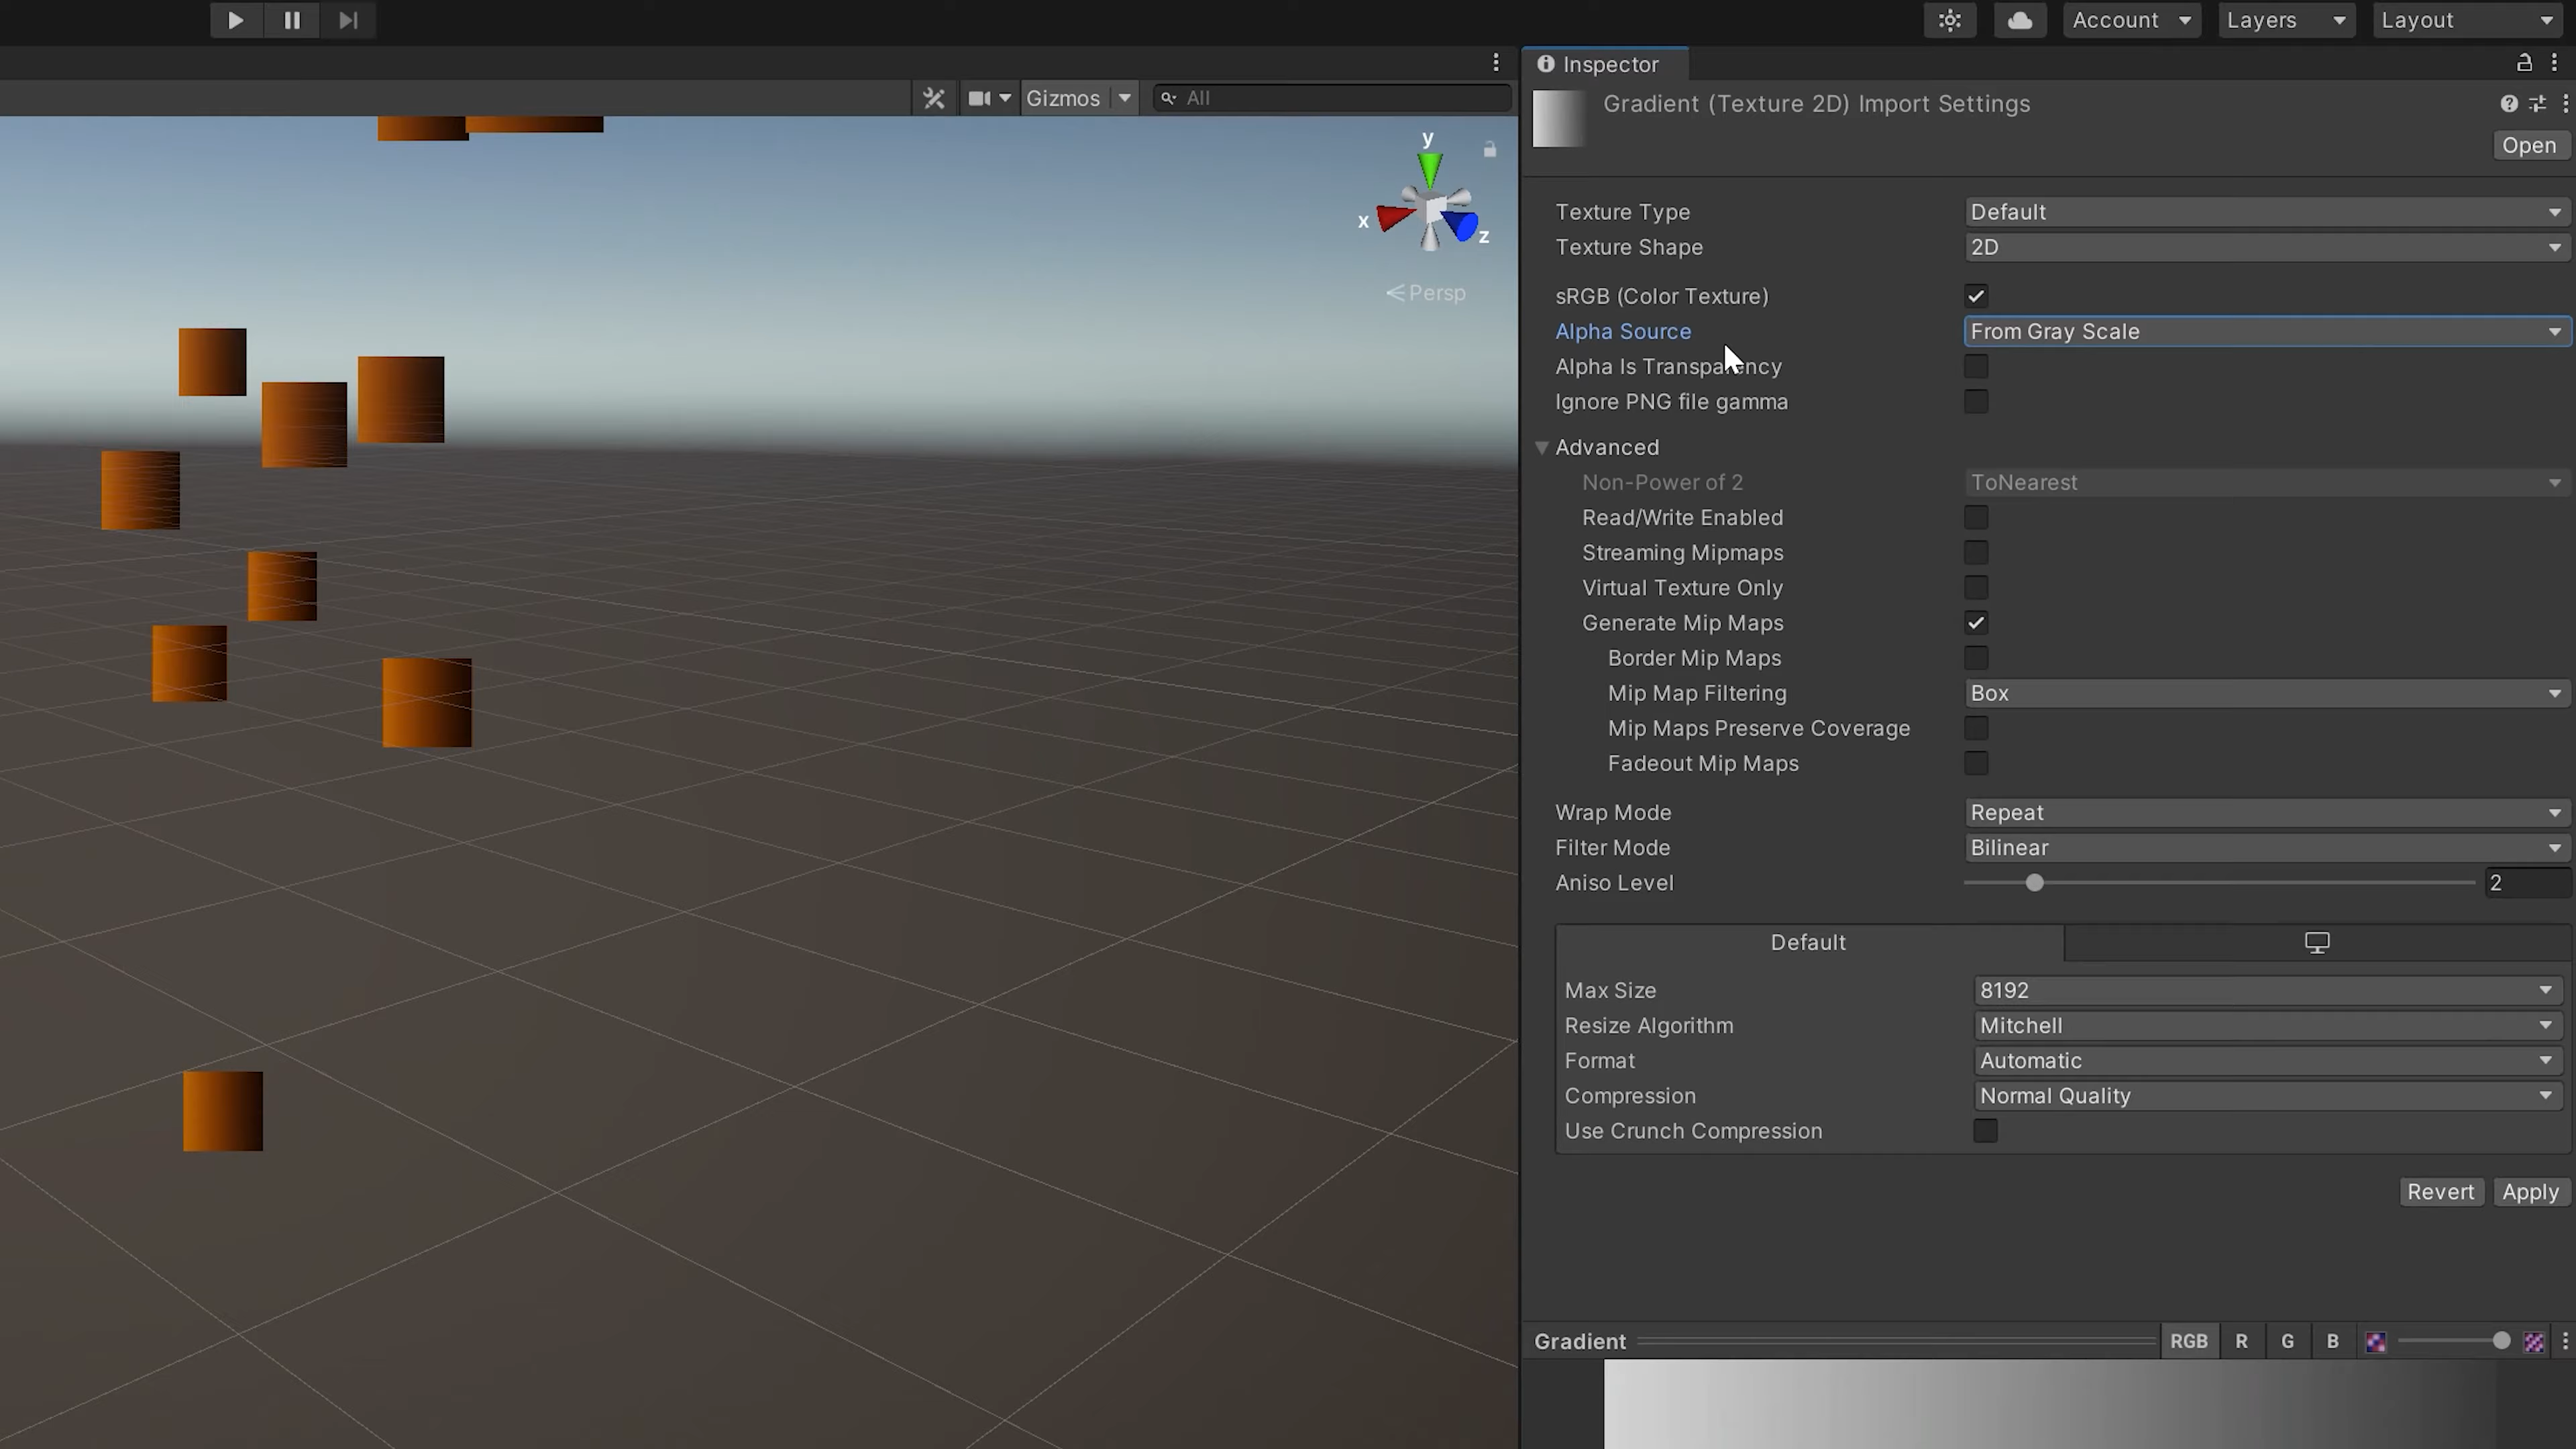 Account Layers Layout
Inspector
Gizmos All
Gradient (Texture 2D) Import Settings
Open
y
x
z
Persp
Texture Type Default
Texture Shape 2D
sRGB (Color Texture)
Alpha Source From Gray Scale
Alpha Is Transparency
Ignore PNG file gamma
Advanced
Non-Power of 2 ToNearest
Read/Write Enabled
Streaming Mipmaps
Virtual Texture Only
Generate Mip Maps
Border Mip Maps
Mip Map Filtering Box
Mip Maps Preserve Coverage
Fadeout Mip Maps
Wrap Mode Repeat
Filter Mode Bilinear
Aniso Level 2
Default
Max Size 8192
Resize Algorithm Mitchell
Format Automatic
Compression Normal Quality
Use Crunch Compression
Revert Apply
Gradient RGB R G B